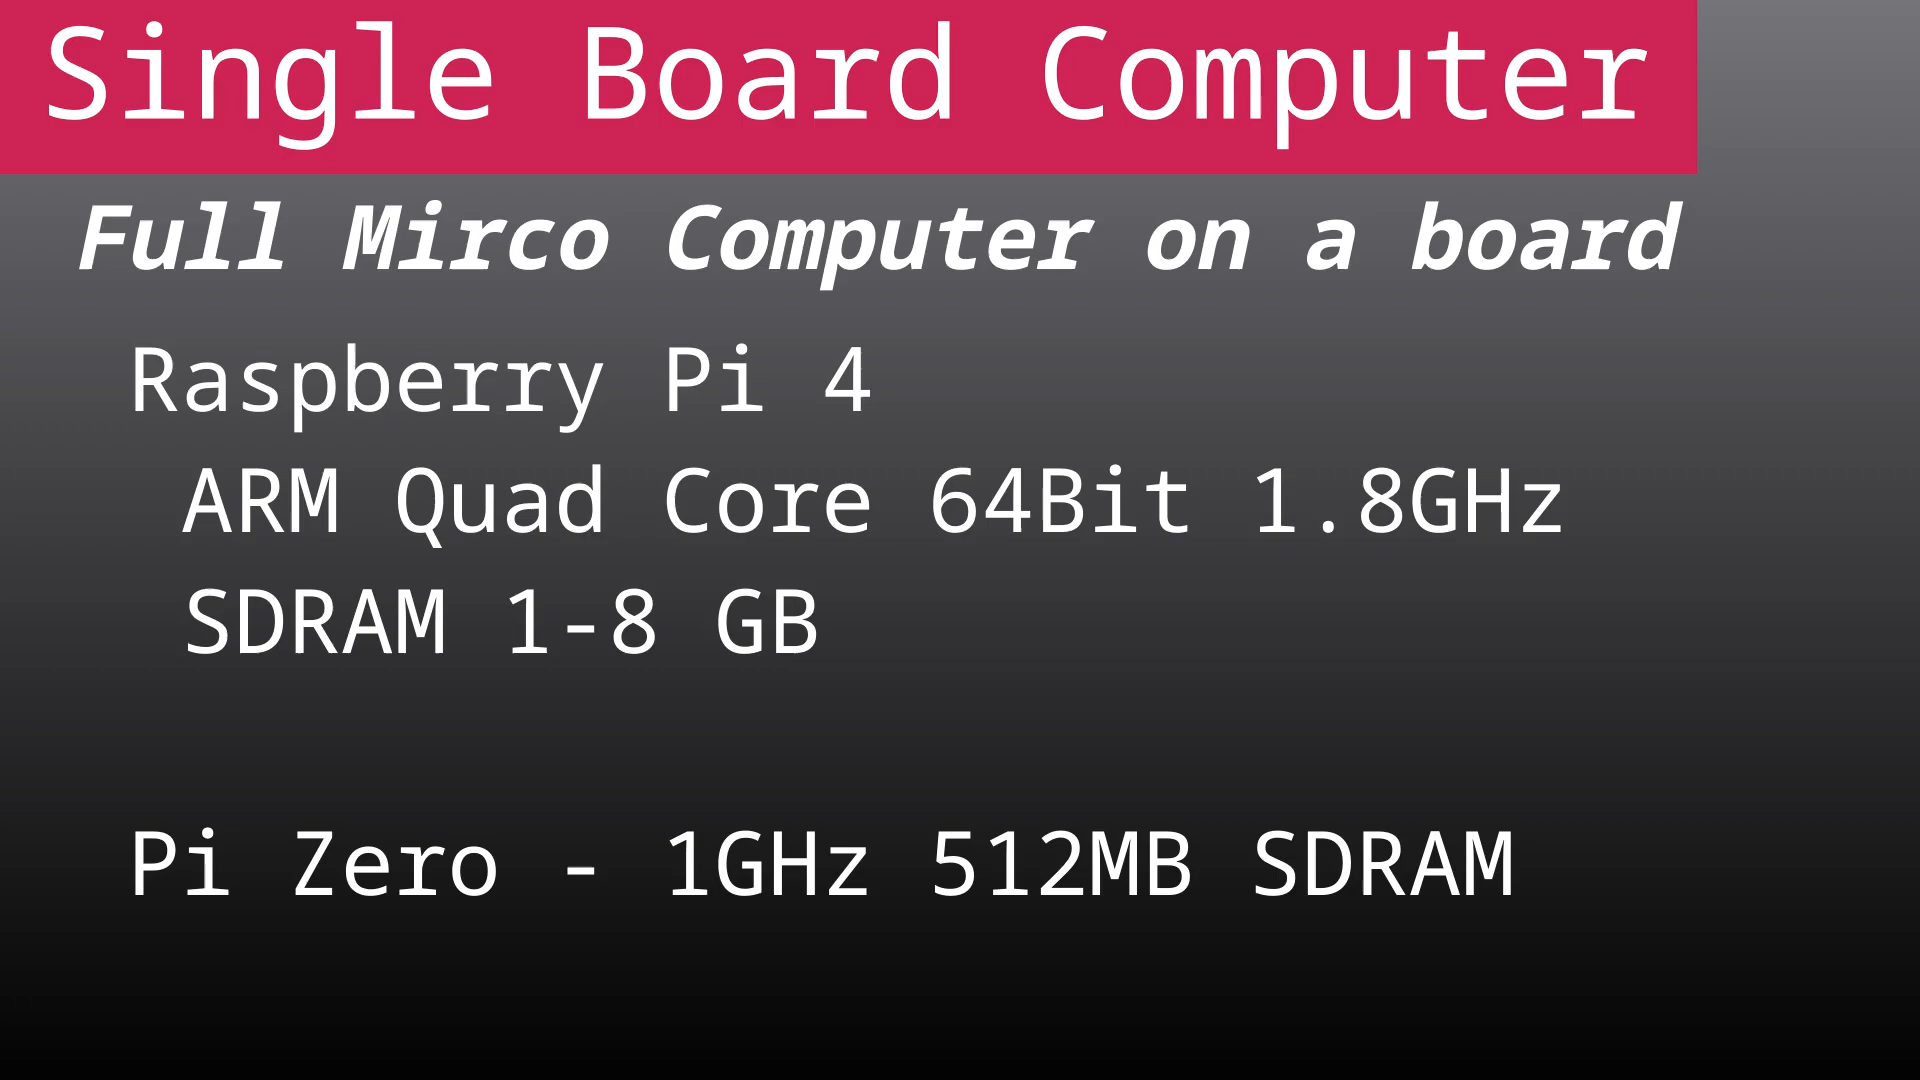 Single Board Computer
Full Mirco Computer on a board
Raspberry Pi 4
ARM Quad Core 64Bit 1.8GHz
SDRAM 1-8 GB
Pi Zero - 1GHz 512MB SDRAM